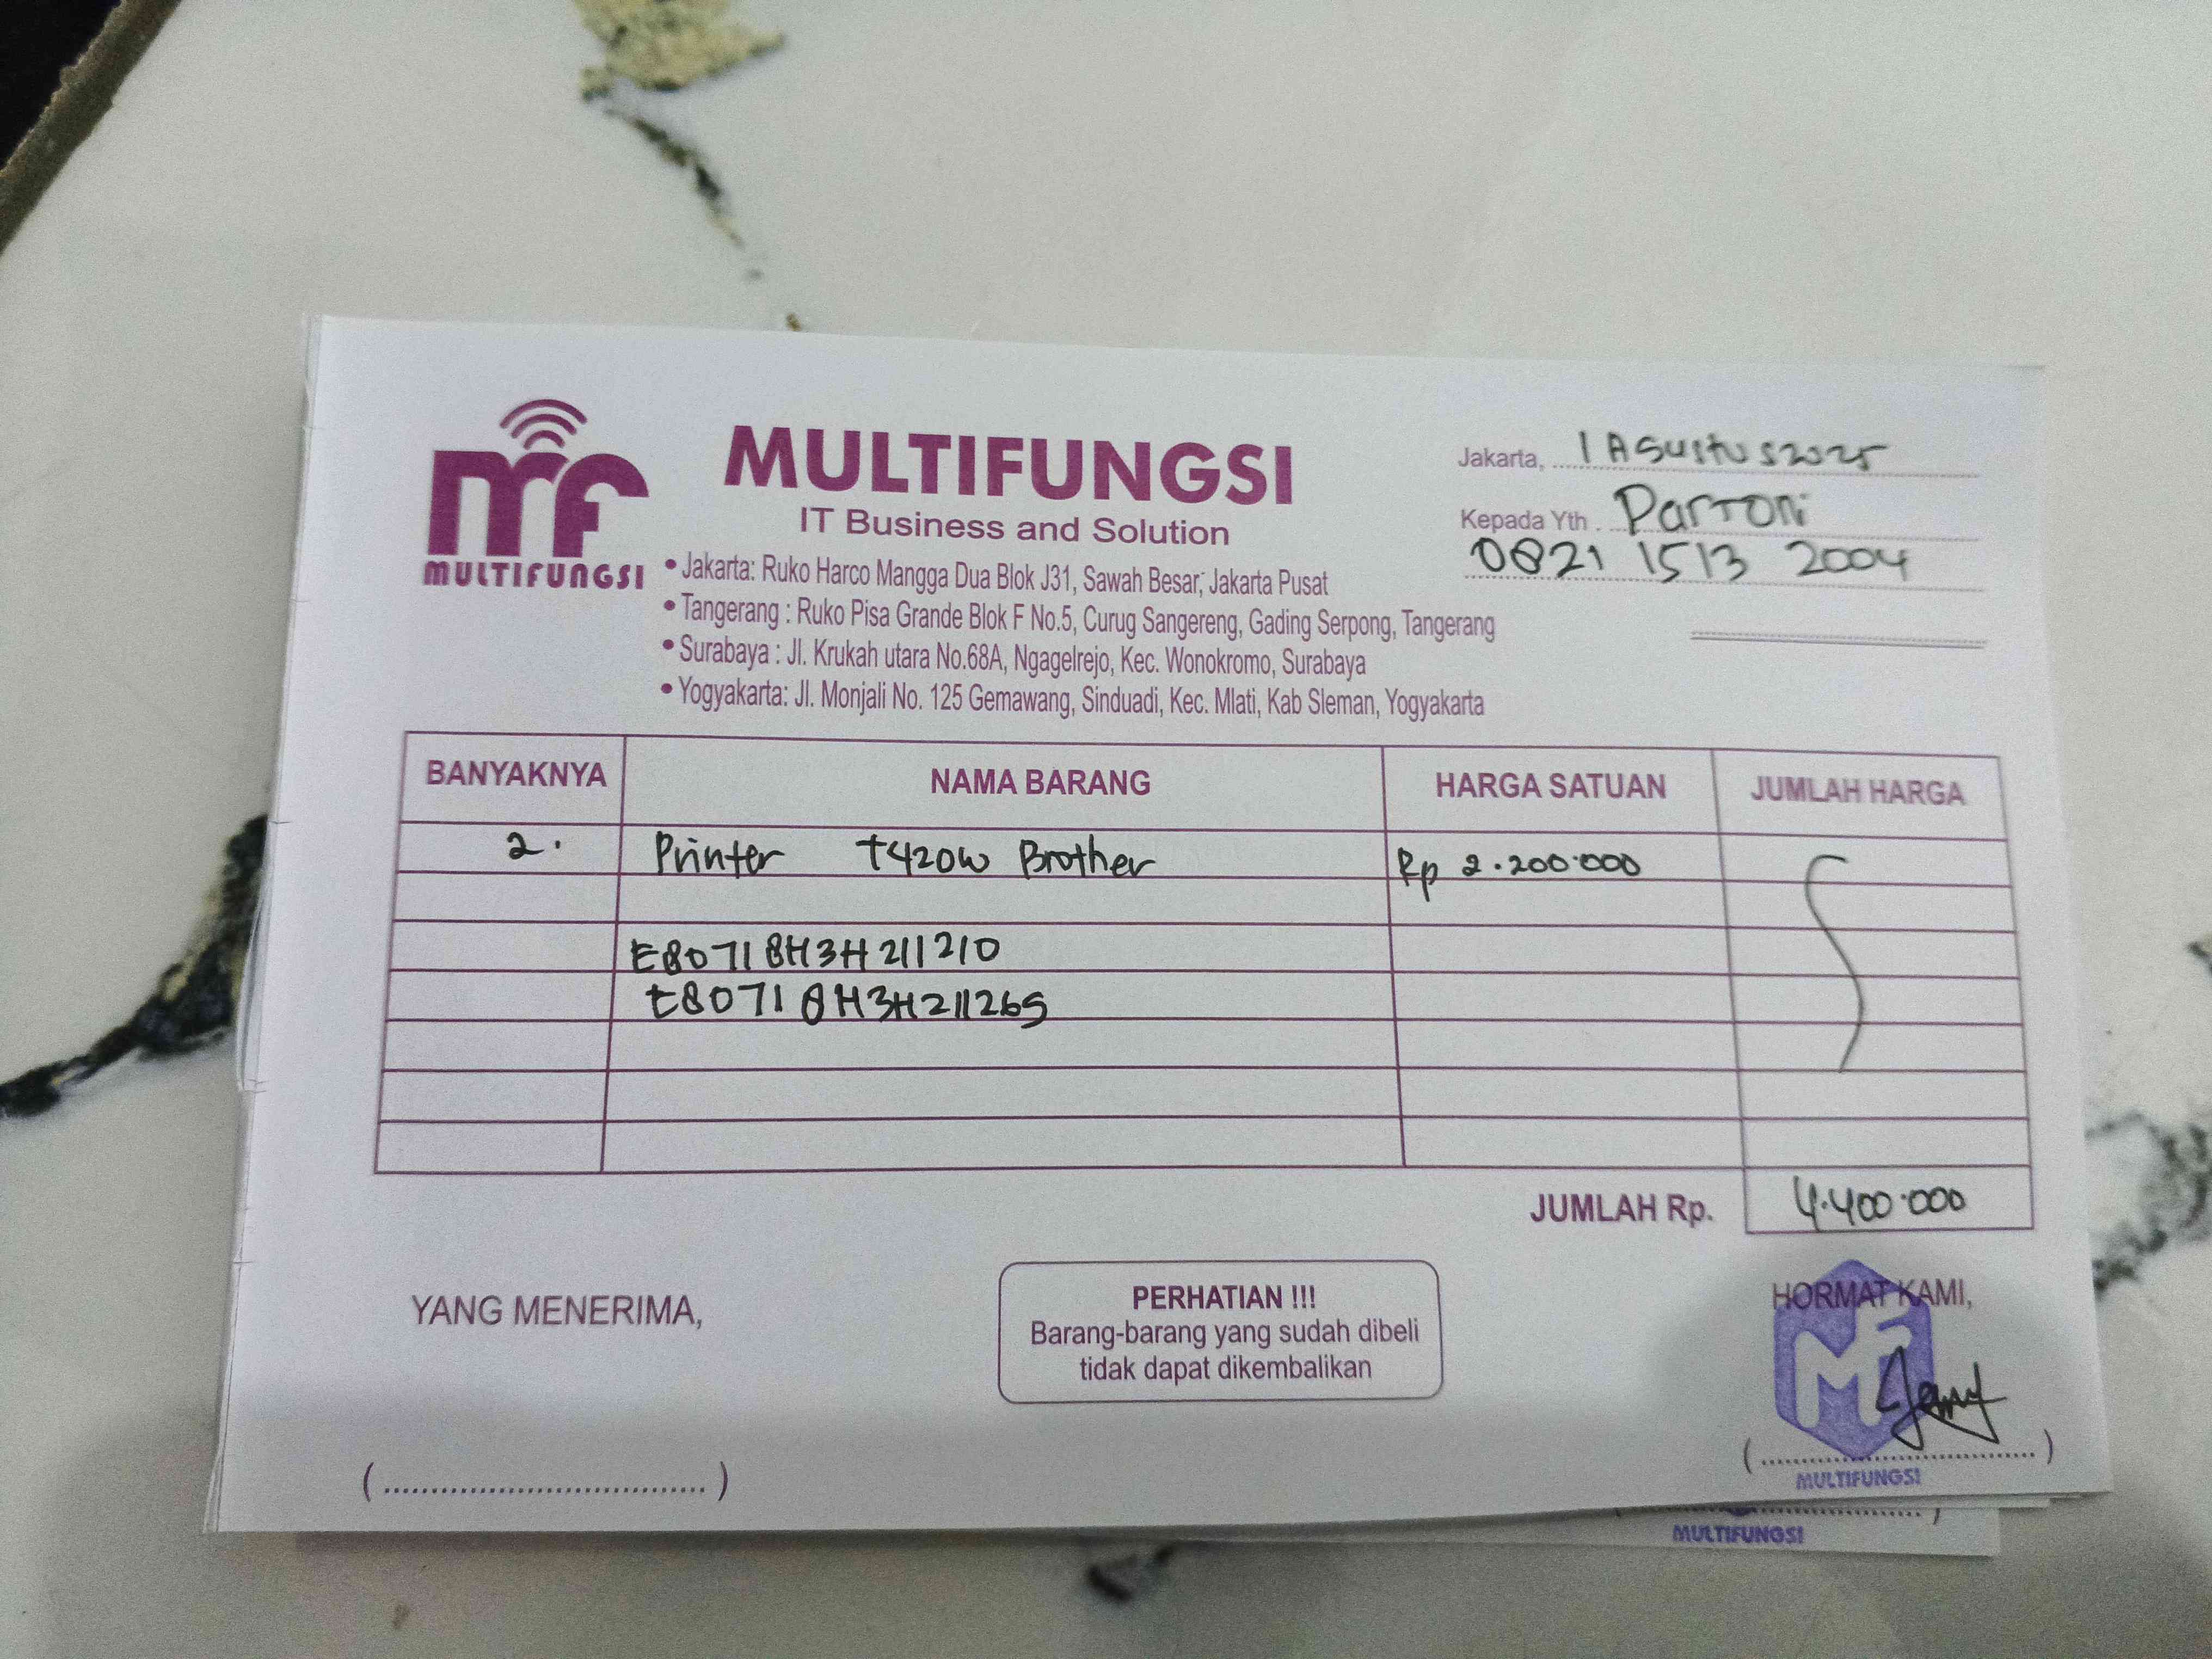 MULTIFUNGSI
MULTIFUNGSI
IT Business and Solution
• Jakarta: Ruko Harco Mangga Dua Blok J31, Sawah Besar, Jakarta Pusat
• Tangerang : Ruko Pisa Grande Blok F No.5, Curug Sangereng, Gading Serpong, Tangerang
• Surabaya : Jl. Krukah utara No.68A, Ngagelrejo, Kec. Wonokromo, Surabaya
• Yogyakarta: Jl. Monjali No. 125 Gemawang, Sinduadi, Kec. Mlati, Kab Sleman, Yogyakarta
Jakarta, 1 Agustus 2025
Kepada Yth . Partoni
0821 1513 2004
BANYAKNYA NAMA BARANG HARGA SATUAN JUMLAH HARGA
2. Printer T420W Brother Rp 2.200.000
E80718H3H211210
E80718H3H211265
JUMLAH Rp. 4.400.000
YANG MENERIMA,
PERHATIAN !!!
Barang-barang yang sudah dibeli
tidak dapat dikembalikan
HORMAT KAMI,
MF
(....................................)
(....................................)
MULTIFUNGSI
MULTIFUNGSI